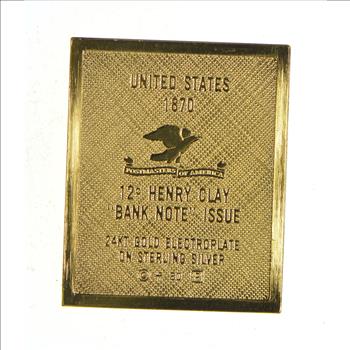 UNITED STATES
1870
POSTMASTERS OF AMERICA
12¢ HENRY CLAY
"BANK NOTE" ISSUE
24KT GOLD ELECTROPLATE
ON STERLING SILVER